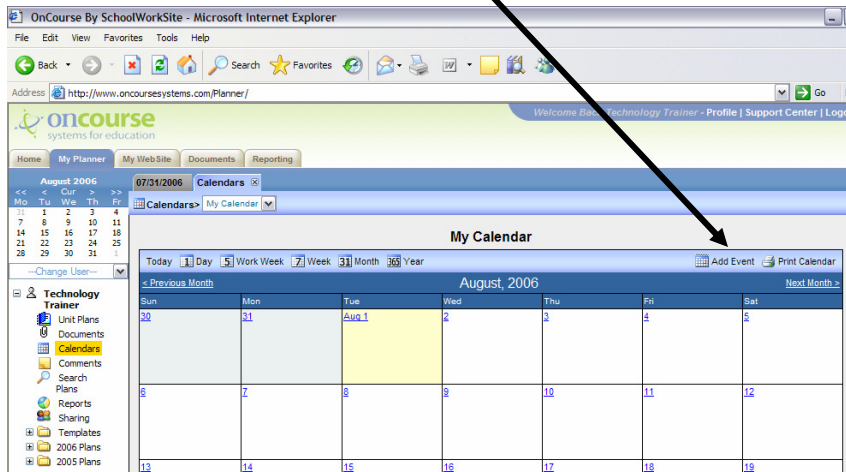 OnCourse By SchoolWorkSite - Microsoft Internet Explorer
File Edit View Favorites Tools Help
Back Search Favorites
Address http://www.oncoursesystems.com/Planner/ Go
oncourse
systems for education
Welcome Back Technology Trainer - Profile | Support Center |
Home My Planner My WebSite Documents Reporting
August 2006
<< < Cur > >>
Mo Tu We Th Fr
31 1 2 3 4
7 8 9 10 11
14 15 16 17 18
21 22 23 24 25
28 29 30 31 1
---Change User---
Technology
Trainer
Unit Plans
Documents
Calendars
Comments
Search
Plans
Reports
Sharing
Templates
2006 Plans
2005 Plans
07/31/2006 Calendars
Calendars> My Calendar
My Calendar
Today 1 Day 5 Work Week 7 Week 31 Month 365 Year Add Event Print Calendar
< Previous Month August, 2006 Next Month >
Sun Mon Tue Wed Thu Fri Sat
30 31 Aug 1 2 3 4 5
6 7 8 9 10 11 12
13 14 15 16 17 18 19